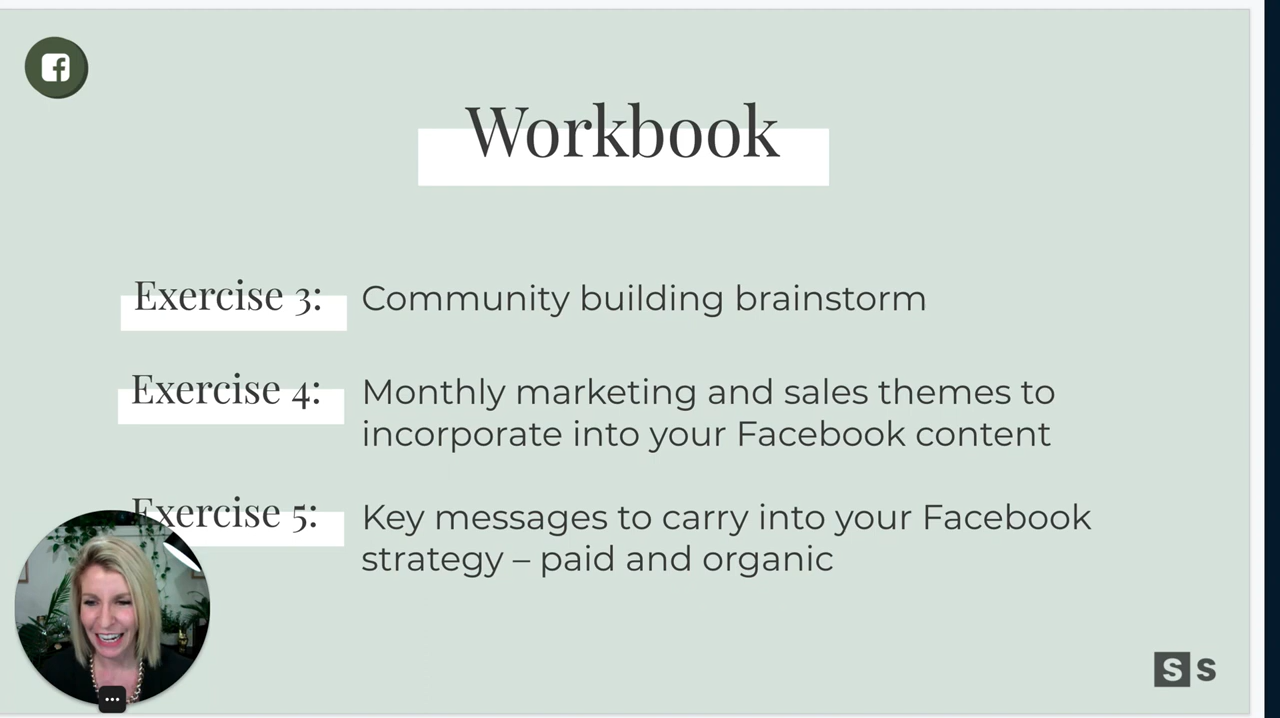 Workbook
Exercise 3: Community building brainstorm
Exercise 4: Monthly marketing and sales themes to
incorporate into your Facebook content
Exercise 5: Key messages to carry into your Facebook
strategy – paid and organic
S S